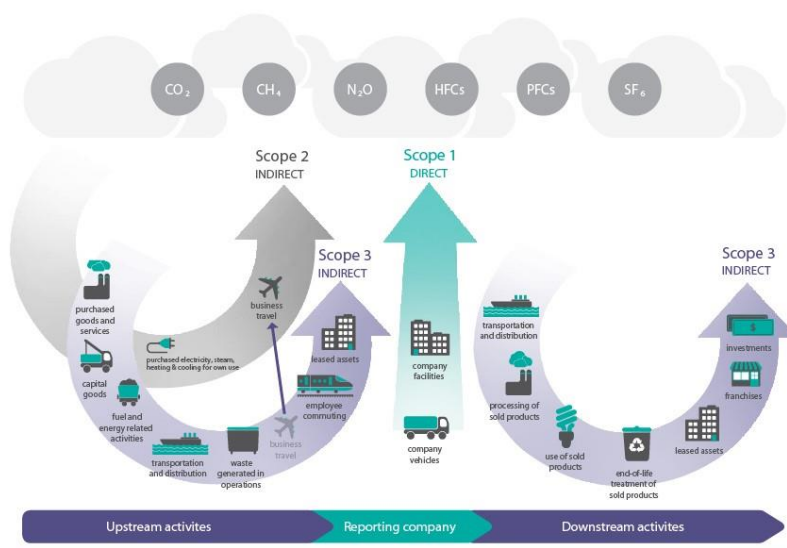 CO2
CH4
N2O
HFCs
PFCs
SF6
Scope 2
INDIRECT
Scope 1
DIRECT
Scope 3
INDIRECT
Scope 3
INDIRECT
purchased
goods and
services
capital
goods
fuel and
energy related
activities
purchased electricity, steam,
heating & cooling for own use
transportation
and distribution
waste
generated in
operations
business
travel
business
travel
employee
commuting
leased assets
company
facilities
company
vehicles
transportation
and distribution
processing of
sold products
use of sold
products
end-of-life
treatment of
sold products
leased assets
franchises
$
investments
Upstream activites
Reporting company
Downstream activites